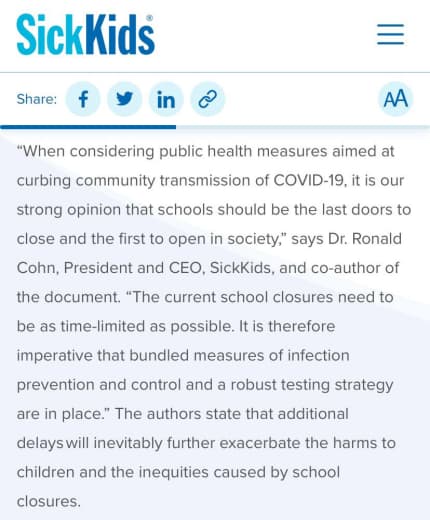 SickKids®
Share:
AA
“When considering public health measures aimed at
curbing community transmission of COVID-19, it is our
strong opinion that schools should be the last doors to
close and the first to open in society,” says Dr. Ronald
Cohn, President and CEO, SickKids, and co-author of
the document. “The current school closures need to
be as time-limited as possible. It is therefore
imperative that bundled measures of infection
prevention and control and a robust testing strategy
are in place.” The authors state that additional
delays will inevitably further exacerbate the harms to
children and the inequities caused by school
closures.